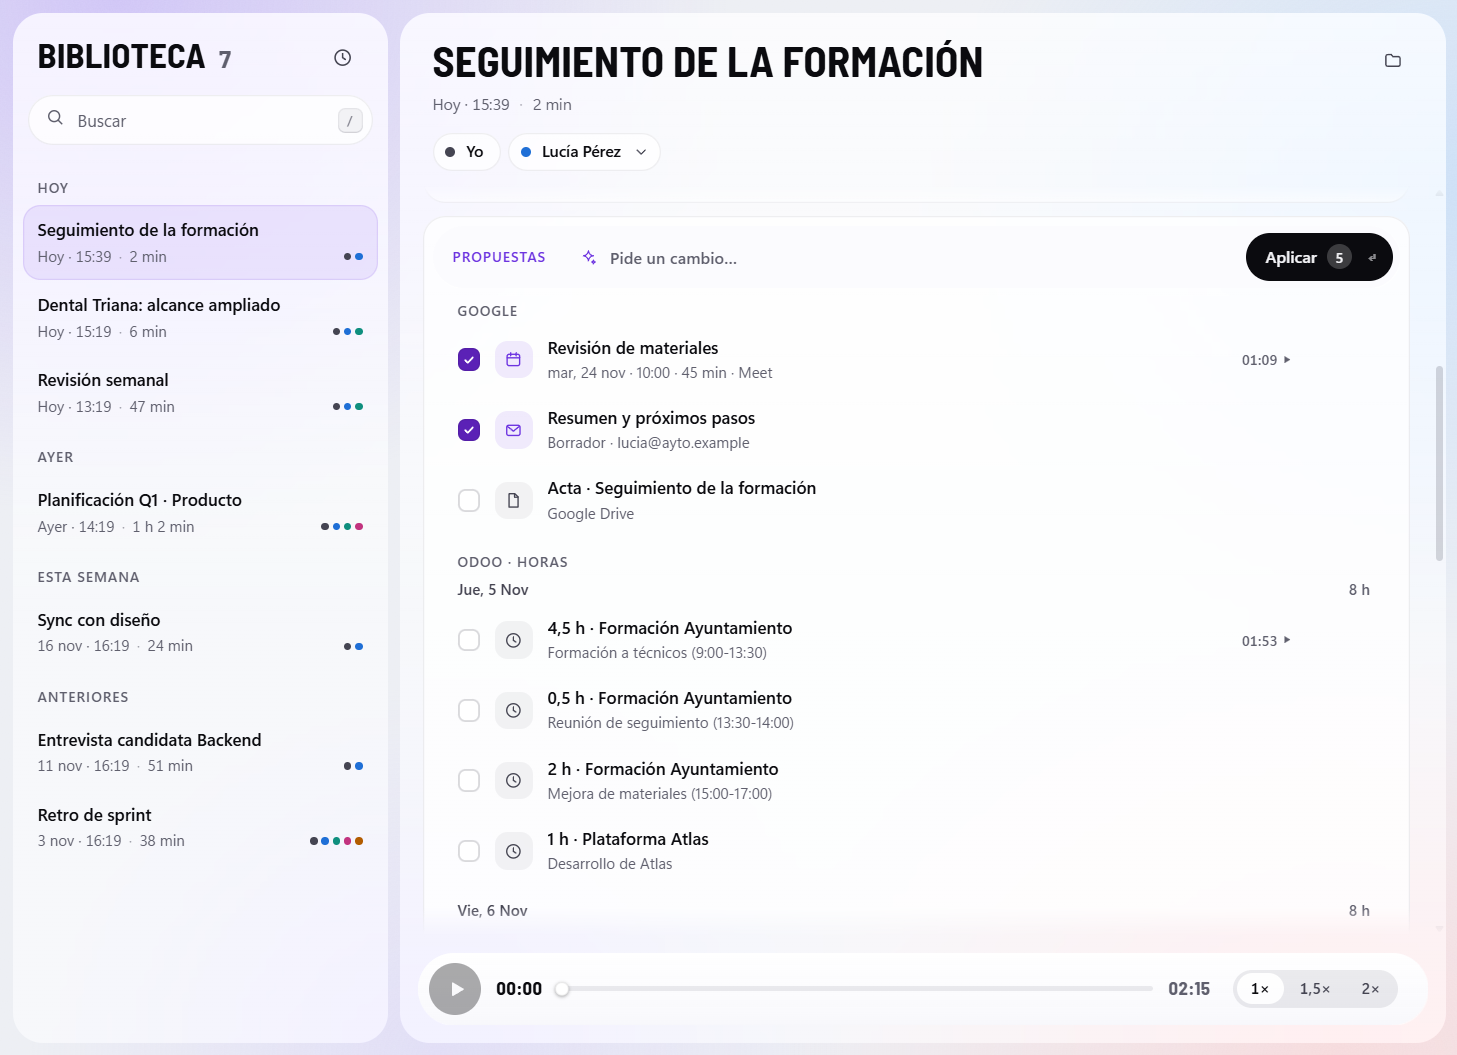 BIBLIOTECA 7
Buscar /
HOY
Seguimiento de la formación
Hoy · 15:39 · 2 min
Dental Triana: alcance ampliado
Hoy · 15:19 · 6 min
Revisión semanal
Hoy · 13:19 · 47 min
AYER
Planificación Q1 · Producto
Ayer · 14:19 · 1 h 2 min
ESTA SEMANA
Sync con diseño
16 nov · 16:19 · 24 min
ANTERIORES
Entrevista candidata Backend
11 nov · 16:19 · 51 min
Retro de sprint
3 nov · 16:19 · 38 min
SEGUIMIENTO DE LA FORMACIÓN
Hoy · 15:39 · 2 min
Yo Lucía Pérez
PROPUESTAS Pide un cambio... Aplicar 5
GOOGLE
Revisión de materiales
mar, 24 nov · 10:00 · 45 min · Meet
01:09
Resumen y próximos pasos
Borrador · lucia@ayto.example
Acta · Seguimiento de la formación
Google Drive
ODOO · HORAS
Jue, 5 Nov 8 h
4,5 h · Formación Ayuntamiento
Formación a técnicos (9:00-13:30)
01:53
0,5 h · Formación Ayuntamiento
Reunión de seguimiento (13:30-14:00)
2 h · Formación Ayuntamiento
Mejora de materiales (15:00-17:00)
1 h · Plataforma Atlas
Desarrollo de Atlas
Vie, 6 Nov 8 h
00:00 02:15 1× 1,5× 2×